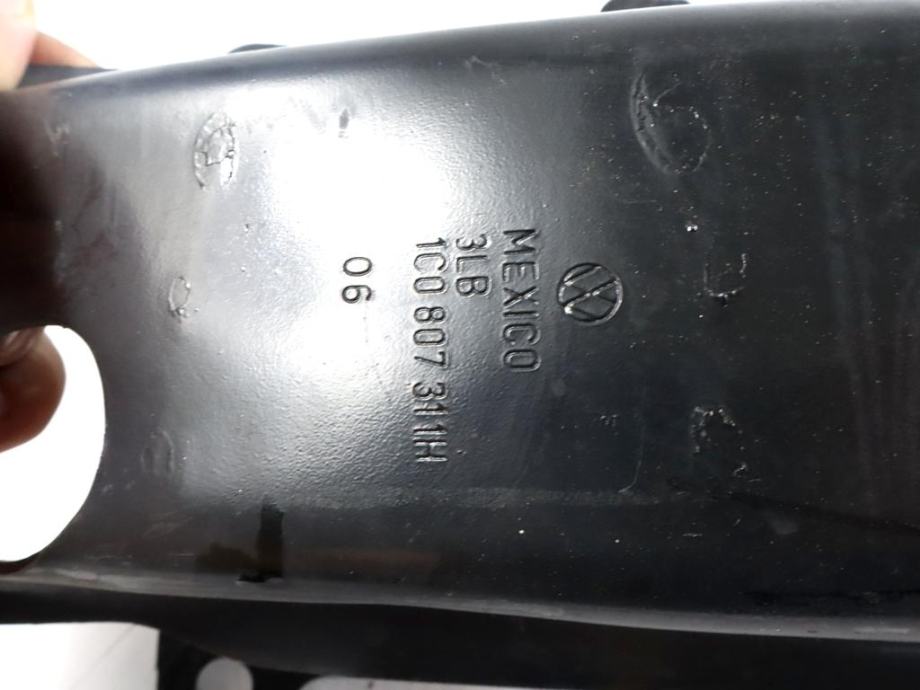 MEXICO
3LB
1C0 807 311H
06